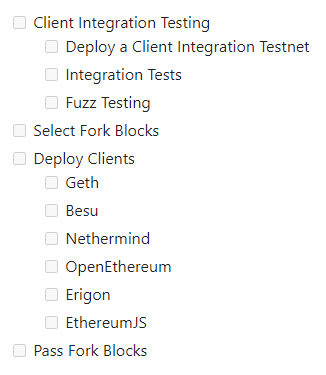 Client Integration Testing
Deploy a Client Integration Testnet
Integration Tests
Fuzz Testing
Select Fork Blocks
Deploy Clients
Geth
Besu
Nethermind
OpenEthereum
Erigon
EthereumJS
Pass Fork Blocks